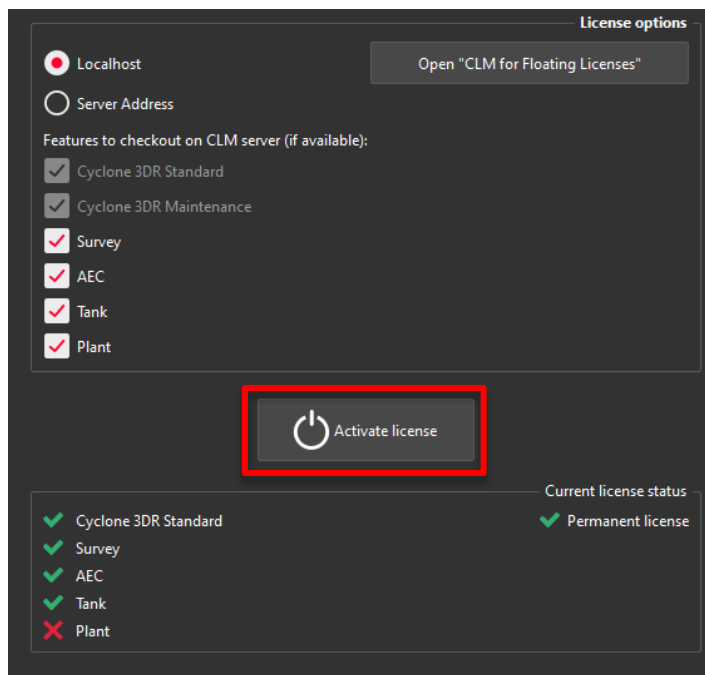 License options
Localhost
Open "CLM for Floating Licenses"
Server Address
Features to checkout on CLM server (if available):
Cyclone 3DR Standard
Cyclone 3DR Maintenance
Survey
AEC
Tank
Plant
Activate license
Current license status
Cyclone 3DR Standard
Permanent license
Survey
AEC
Tank
Plant